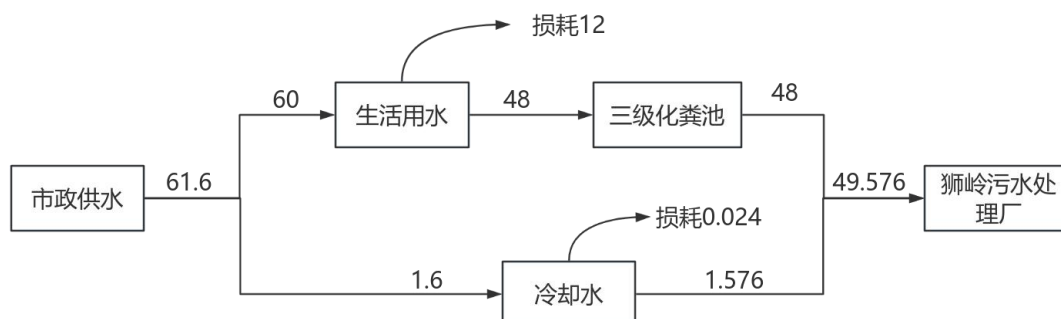 损耗12
60
生活用水
48
三级化粪池
48
市政供水
61.6
49.576
狮岭污水处
理厂
损耗0.024
1.6
冷却水
1.576